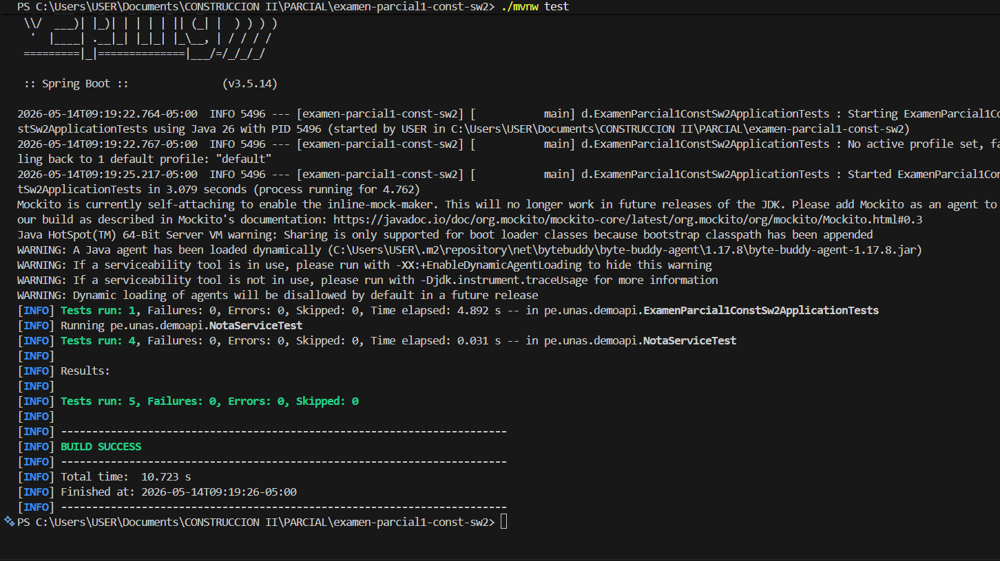 PS C:\Users\USER\Documents\CONSTRUCCION II\PARCIAL\examen-parcial1-const-sw2> ./mvnw test
 \\/  ___)| |_)| | | | | || (_| |  ) ) ) )
  '  |____| .__|_| |_|_| |_\__, | / / / /
 =========|_|==============|___/=/_/_/_/
 :: Spring Boot ::               (v3.5.14)
2026-05-14T09:19:22.764-05:00  INFO 5496 --- [examen-parcial1-const-sw2] [           main] d.ExamenParcial1ConstSw2ApplicationTests : Starting ExamenParcial1Co
stSw2ApplicationTests using Java 26 with PID 5496 (started by USER in C:\Users\USER\Documents\CONSTRUCCION II\PARCIAL\examen-parcial1-const-sw2)
2026-05-14T09:19:22.767-05:00  INFO 5496 --- [examen-parcial1-const-sw2] [           main] d.ExamenParcial1ConstSw2ApplicationTests : No active profile set, fa
ling back to 1 default profile: "default"
2026-05-14T09:19:25.217-05:00  INFO 5496 --- [examen-parcial1-const-sw2] [           main] d.ExamenParcial1ConstSw2ApplicationTests : Started ExamenParcial1Con
tSw2ApplicationTests in 3.079 seconds (process running for 4.762)
Mockito is currently self-attaching to enable the inline-mock-maker. This will no longer work in future releases of the JDK. Please add Mockito as an agent to
our build as described in Mockito's documentation: https://javadoc.io/doc/org.mockito/mockito-core/latest/org.mockito/org/mockito/Mockito.html#0.3
Java HotSpot(TM) 64-Bit Server VM warning: Sharing is only supported for boot loader classes because bootstrap classpath has been appended
WARNING: A Java agent has been loaded dynamically (C:\Users\USER\.m2\repository\net\bytebuddy\byte-buddy-agent\1.17.8\byte-buddy-agent-1.17.8.jar)
WARNING: If a serviceability tool is in use, please run with -XX:+EnableDynamicAgentLoading to hide this warning
WARNING: If a serviceability tool is not in use, please run with -Djdk.instrument.traceUsage for more information
WARNING: Dynamic loading of agents will be disallowed by default in a future release
[INFO] Tests run: 1, Failures: 0, Errors: 0, Skipped: 0, Time elapsed: 4.892 s -- in pe.unas.demoapi.ExamenParcial1ConstSw2ApplicationTests
[INFO] Running pe.unas.demoapi.NotaServiceTest
[INFO] Tests run: 4, Failures: 0, Errors: 0, Skipped: 0, Time elapsed: 0.031 s -- in pe.unas.demoapi.NotaServiceTest
[INFO]
[INFO] Results:
[INFO]
[INFO] Tests run: 5, Failures: 0, Errors: 0, Skipped: 0
[INFO]
[INFO] ------------------------------------------------------------------------
[INFO] BUILD SUCCESS
[INFO] ------------------------------------------------------------------------
[INFO] Total time:  10.723 s
[INFO] Finished at: 2026-05-14T09:19:26-05:00
[INFO] ------------------------------------------------------------------------
PS C:\Users\USER\Documents\CONSTRUCCION II\PARCIAL\examen-parcial1-const-sw2>